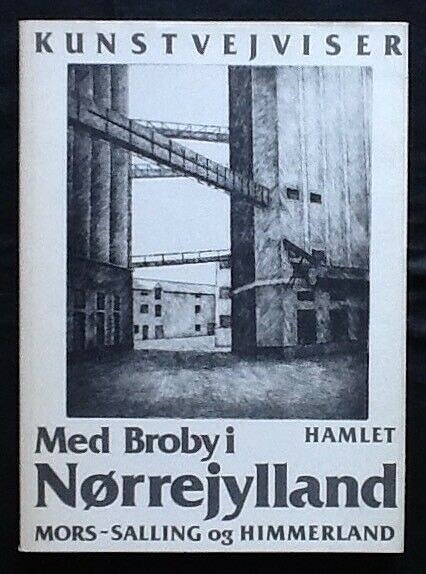 KUNSTVEJVISER
Med Broby i HAMLET
Nørrejylland
MORS-SALLING og HIMMERLAND